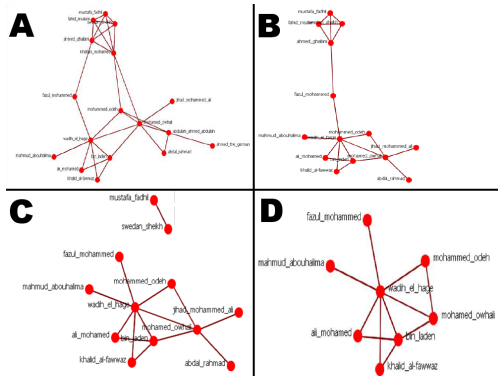 A
mustafa_fadhil
fahid_msalam
ahmed_ghailani
khalfan_mohamed
fazul_mohammed
mohammed_odeh
jihad_mohammed_ali
mohamed_owhali
abdullah_ahmed_abdullah
wadih_el_hage
ahmed_the_german
mahmud_abouhalima
bin_laden
abdal_rahmad
ali_mohamed
khalid_al-fawwaz
B
mustafa_fadhil
ahmed_ghailani
fazul_mohammed
mahmud_abouhalima
wadih_el_hage
mohammed_odeh
jihad_mohammed_ali
ali_mohamed
bin_laden
mohamed_owhali
khalid_al-fawwaz
abdal_rahmad
C
mustafa_fadhil
swedan_sheikh
fazul_mohammed
mahmud_abouhalima
mohammed_odeh
wadih_el_hage
jihad_mohammed_ali
mohamed_owhali
ali_mohamed
bin_laden
khalid_al-fawwaz
abdal_rahmad
D
fazul_mohammed
mahmud_abouhalima
mohammed_odeh
wadih_el_hage
mohamed_owhali
ali_mohamed
bin_laden
khalid_al-fawwaz